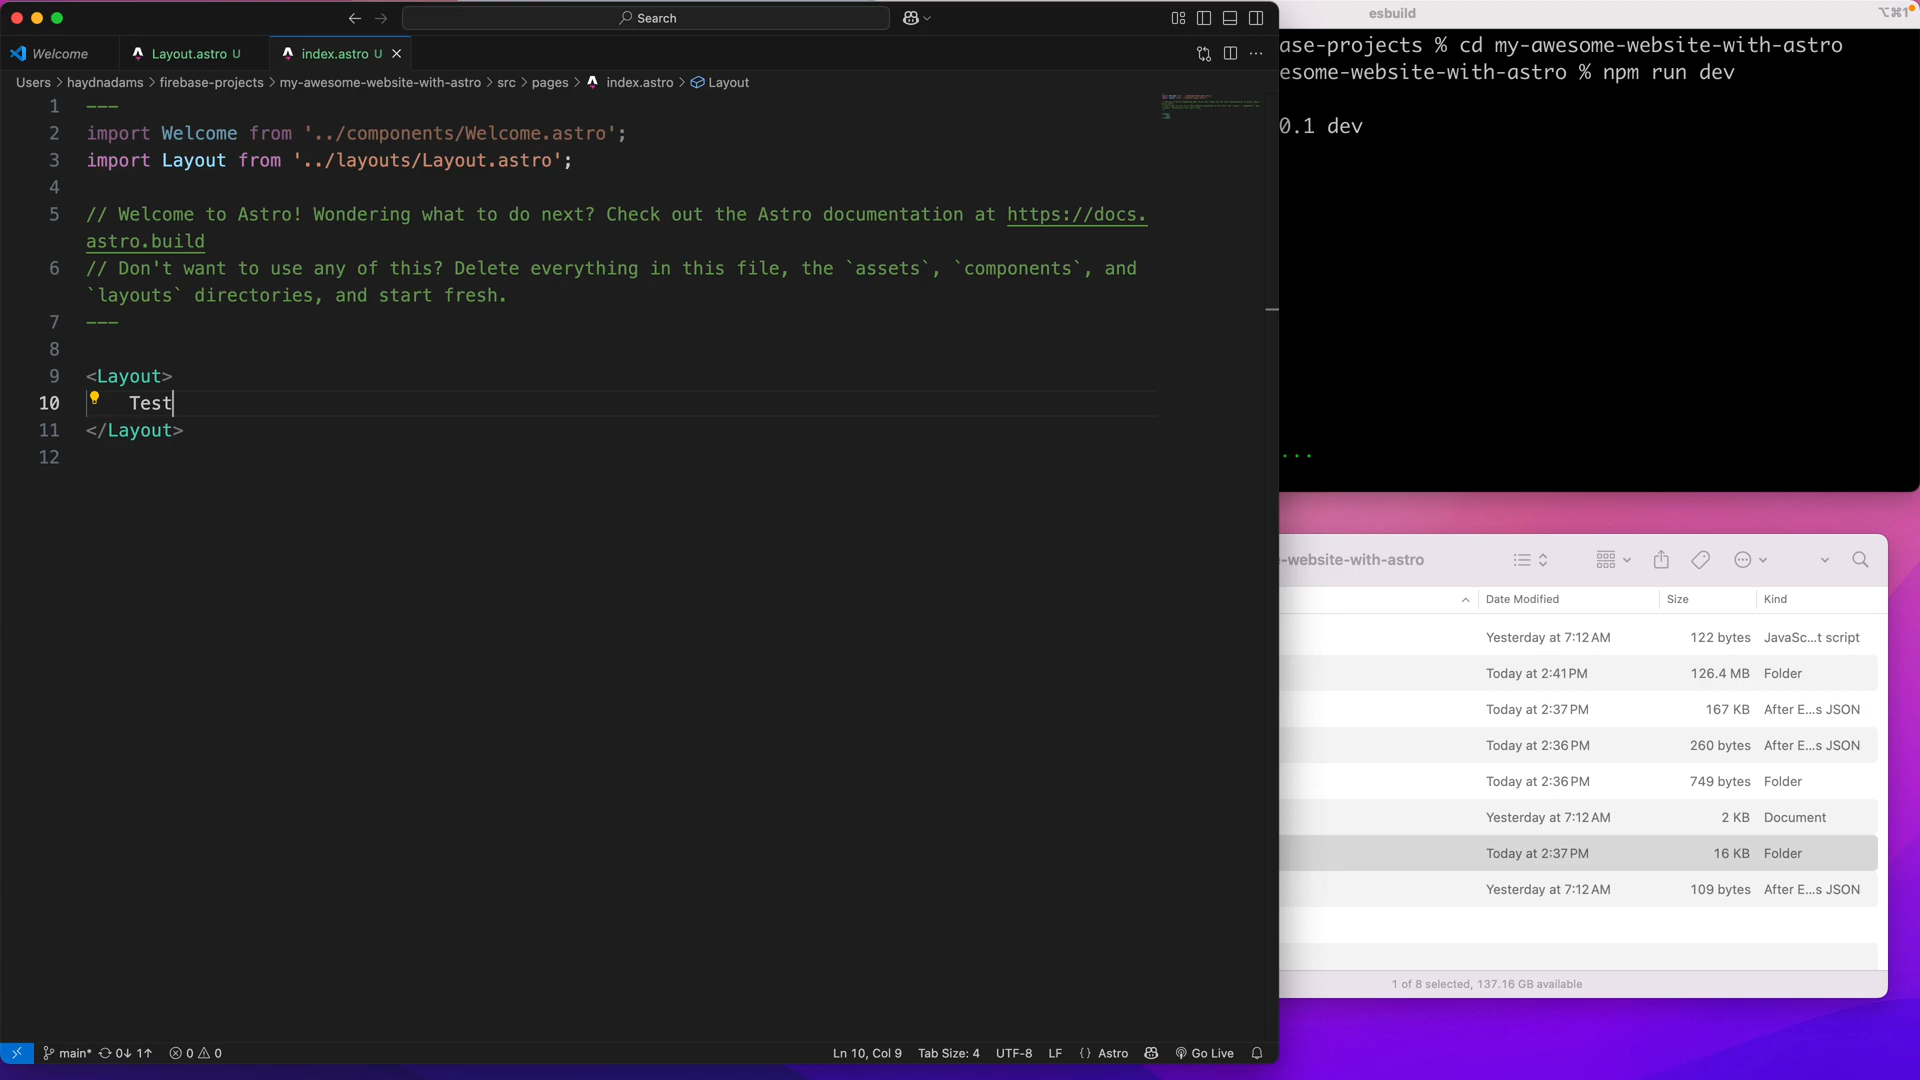 Search
esbuild
⌥⌘1
Welcome
Layout.astro U
index.astro U
Users > haydnadams > firebase-projects > my-awesome-website-with-astro > src > pages > index.astro > Layout
1 ---
2 import Welcome from '../components/Welcome.astro';
3 import Layout from '../layouts/Layout.astro';
4
5 // Welcome to Astro! Wondering what to do next? Check out the Astro documentation at https://docs.
astro.build
6 // Don't want to use any of this? Delete everything in this file, the `assets`, `components`, and
`layouts` directories, and start fresh.
7 ---
8
9 <Layout>
10 Test
11 </Layout>
12
ase-projects % cd my-awesome-website-with-astro
esome-website-with-astro % npm run dev
0.1 dev
...
-website-with-astro
Date Modified Size Kind
Yesterday at 7:12 AM 122 bytes JavaSc...t script
Today at 2:41 PM 126.4 MB Folder
Today at 2:37 PM 167 KB After E...s JSON
Today at 2:36 PM 260 bytes After E...s JSON
Today at 2:36 PM 749 bytes Folder
Yesterday at 7:12 AM 2 KB Document
Today at 2:37 PM 16 KB Folder
Yesterday at 7:12 AM 109 bytes After E...s JSON
1 of 8 selected, 137.16 GB available
main* 0↓ 1↑ 0 0 Ln 10, Col 9 Tab Size: 4 UTF-8 LF {} Astro Go Live